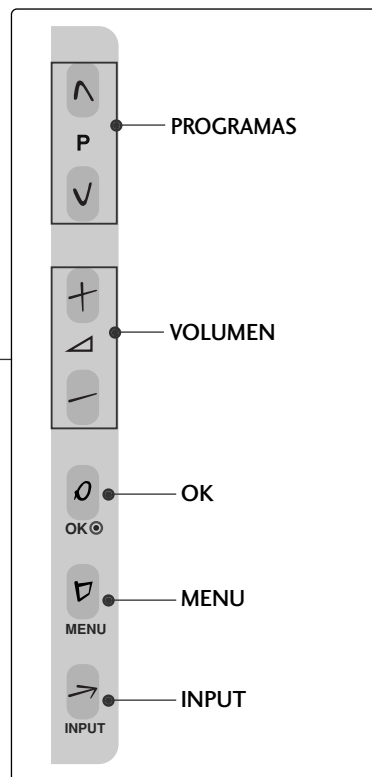 PROGRAMAS
P
VOLUMEN
OK
OK
MENU
MENU
INPUT
INPUT